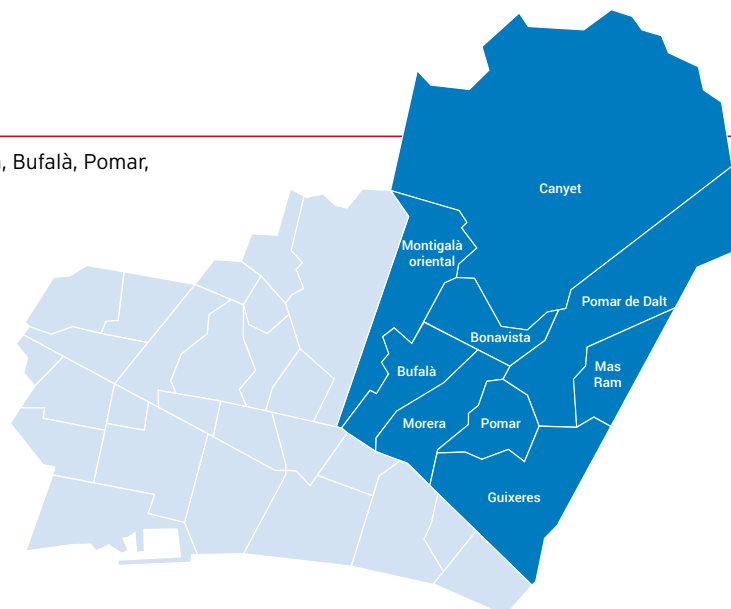 , Bufalà, Pomar,
Canyet
Montigalà
oriental
Pomar de Dalt
Bonavista
Mas
Ram
Bufalà
Morera
Pomar
Guixeres